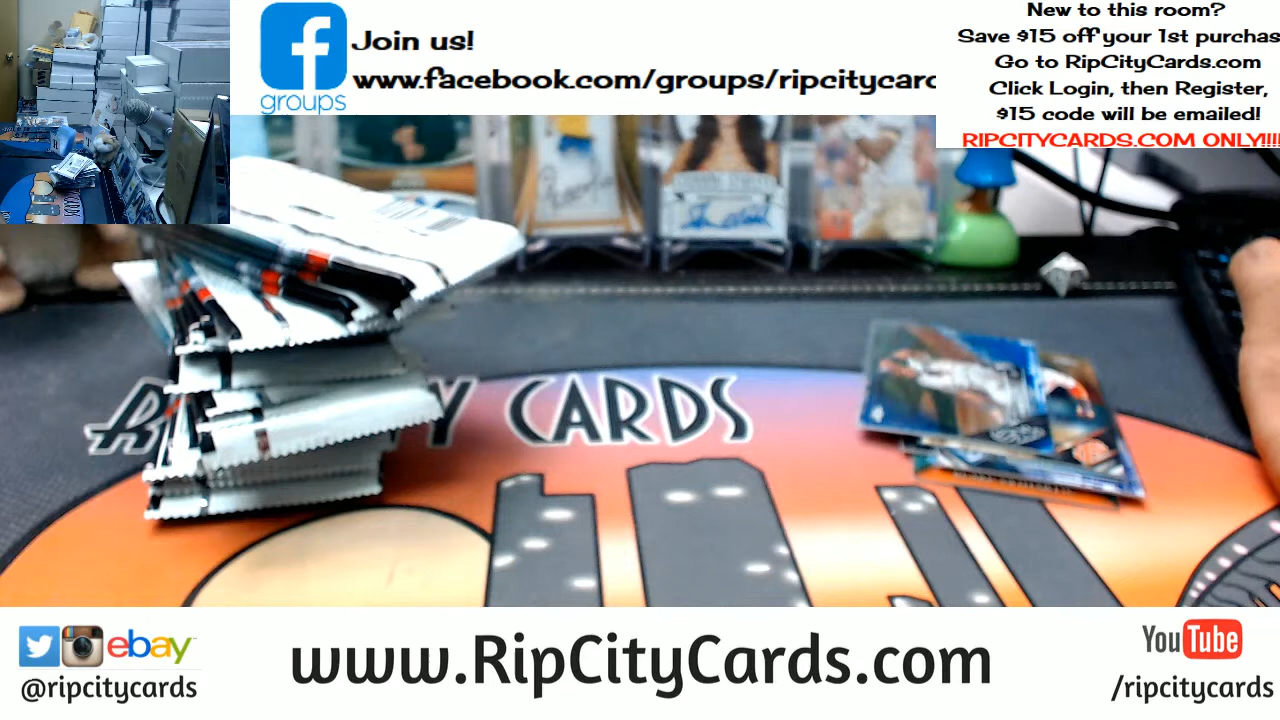 Join us!
www.facebook.com/groups/ripcitycarc
groups
New to this room?
Save $15 off your 1st purchas
Go to RipCityCards.com
Click Login, then Register,
$15 code will be emailed!
RIPCITYCARDS.COM ONLY!!!!
CARDS
ebay
@ripcitycards
www.RipCityCards.com
YouTube
/ripcitycards